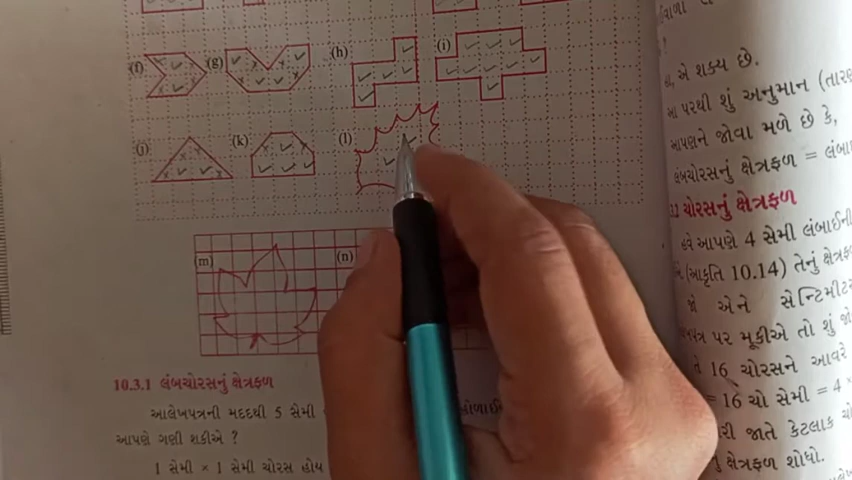 (f) (g) (h) (i)
(j) (k) (l)
(m) (n)
10.3.1 લંબચોરસનું ક્ષેત્રફળ
આલેખપત્રની મદદથી 5 સેમી
આપણે ગણી શકીએ ?
1 સેમી × 1 સેમી ચોરસ હોય
?
હા, એ શક્ય છે.
આ પરથી શું અનુમાન (તારણ
આપણને જોવા મળે છે કે,
લંબચોરસનું ક્ષેત્રફળ = લંબા
ચોરસનું ક્ષેત્રફળ
હવે આપણે 4 સેમી લંબાઈની
(આકૃતિ 10.14) તેનું ક્ષેત્રફ
જો એને સેન્ટિમીટર
પર મૂકીએ તો શું જો
તે 16 ચોરસને આવરે
= 16 ચો સેમી = 4 ×
જાતે કેટલાક ચો
ક્ષેત્રફળ શોધો.